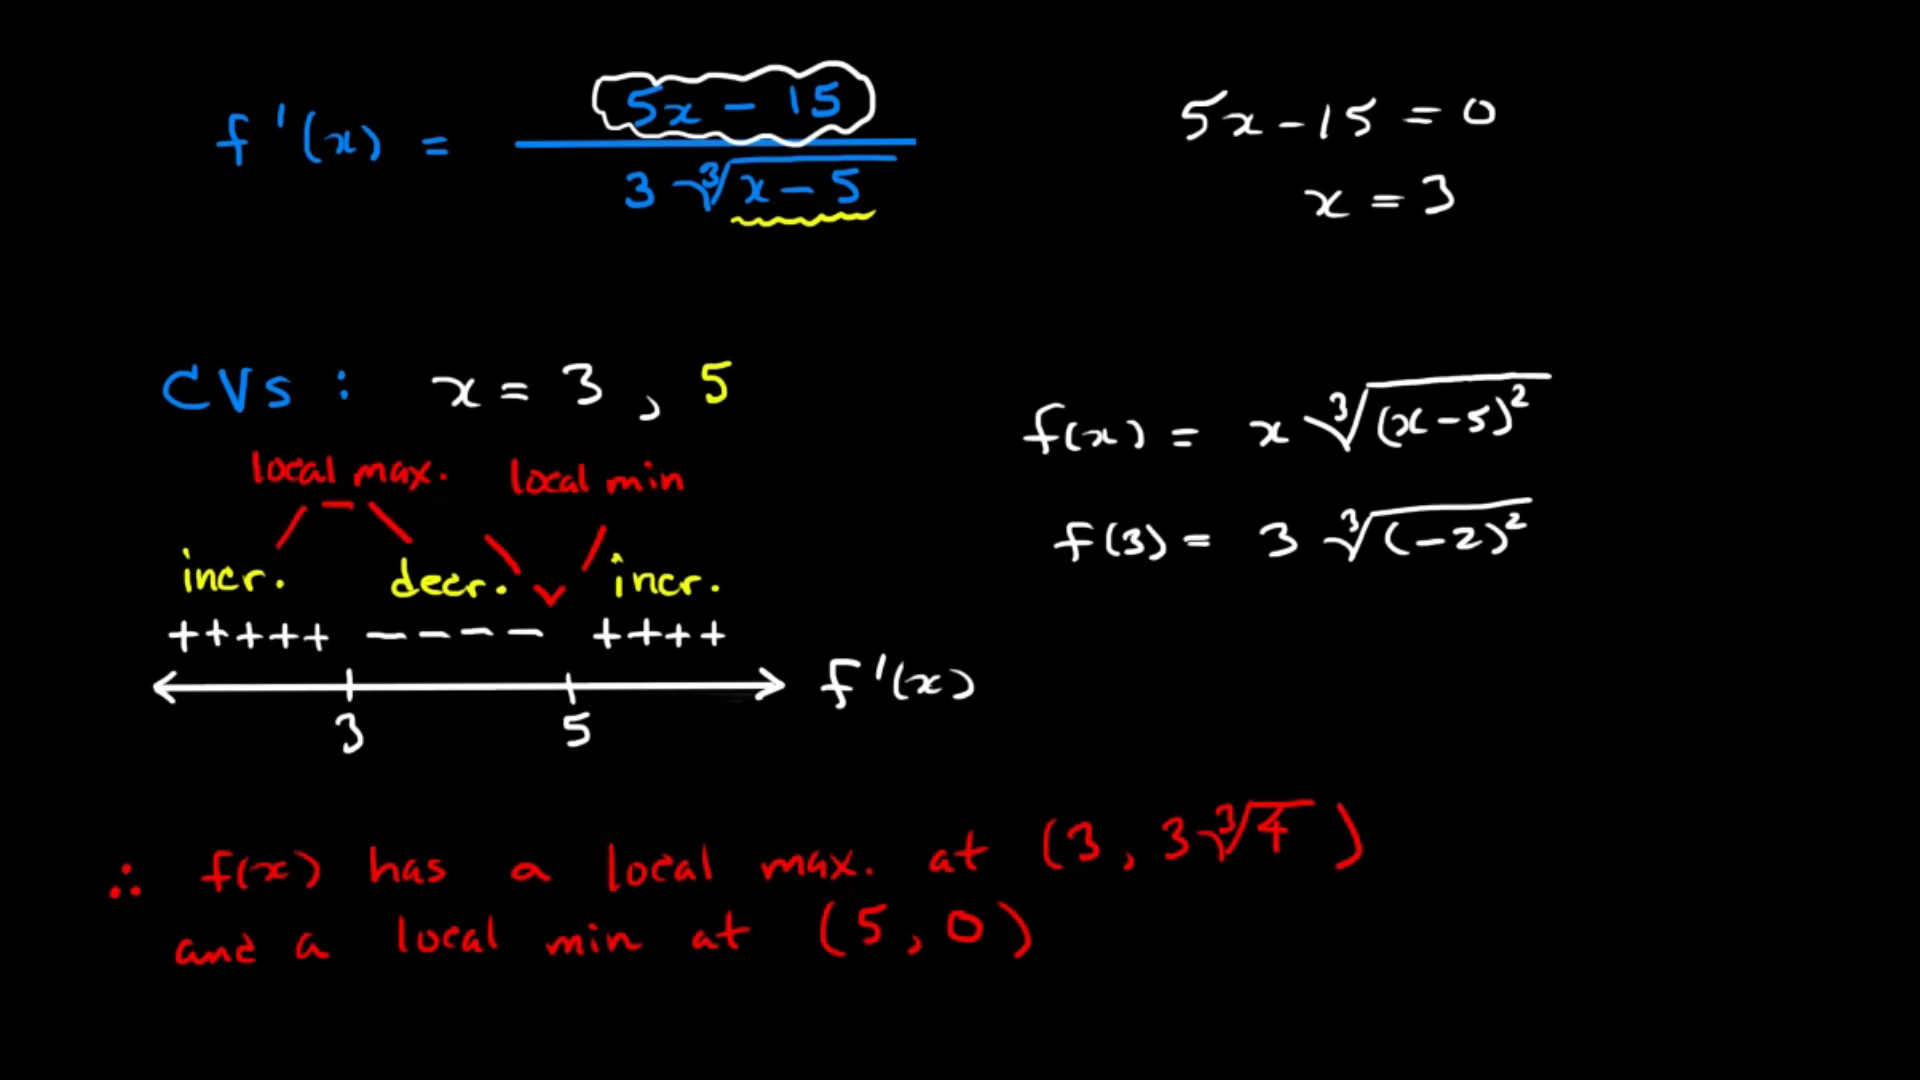 f'(x) = (5x - 15) / (3 ∛(x - 5))
5x - 15 = 0
x = 3
CVs : x = 3 , 5
f(x) = x ∛((x - 5)²)
f(3) = 3 ∛((-2)²)
local max. local min
incr. decr. incr.
+++++ ---- ++++
f'(x)
3 5
∴ f(x) has a local max. at (3, 3∛4)
and a local min at (5, 0)